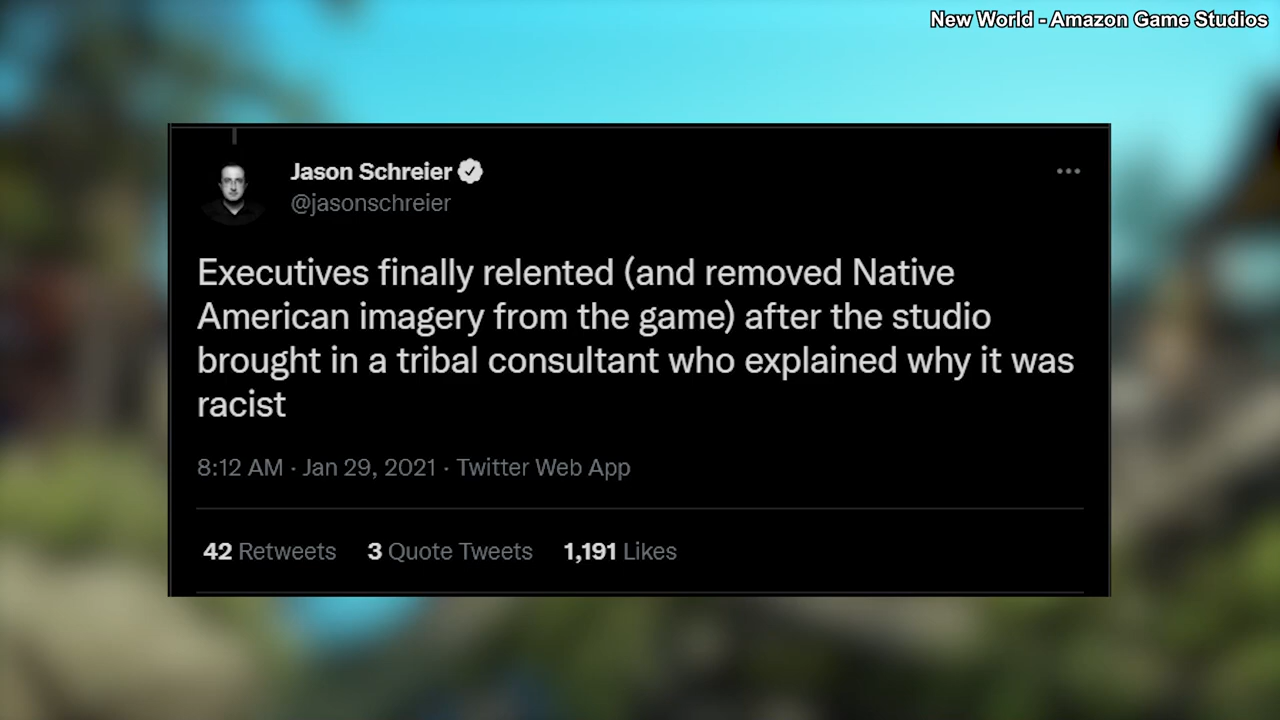 New World - Amazon Game Studios
Jason Schreier
@jasonschreier
Executives finally relented (and removed Native
American imagery from the game) after the studio
brought in a tribal consultant who explained why it was
racist
8:12 AM · Jan 29, 2021 · Twitter Web App
42 Retweets 3 Quote Tweets 1,191 Likes